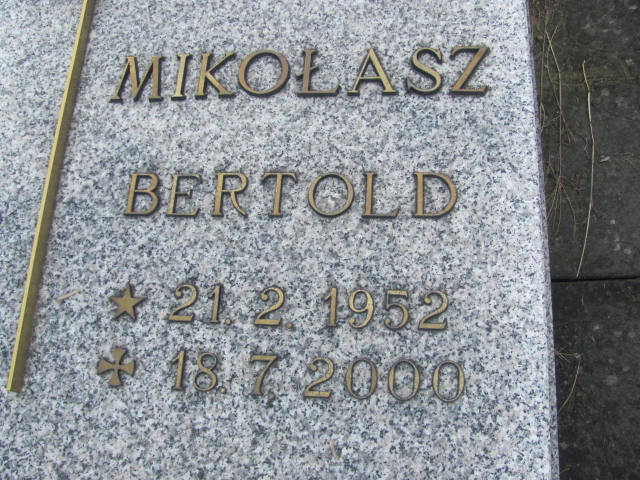 MIKOŁASZ
BERTOLD
★ 21. 2. 1952
✠ 18. 7 2000